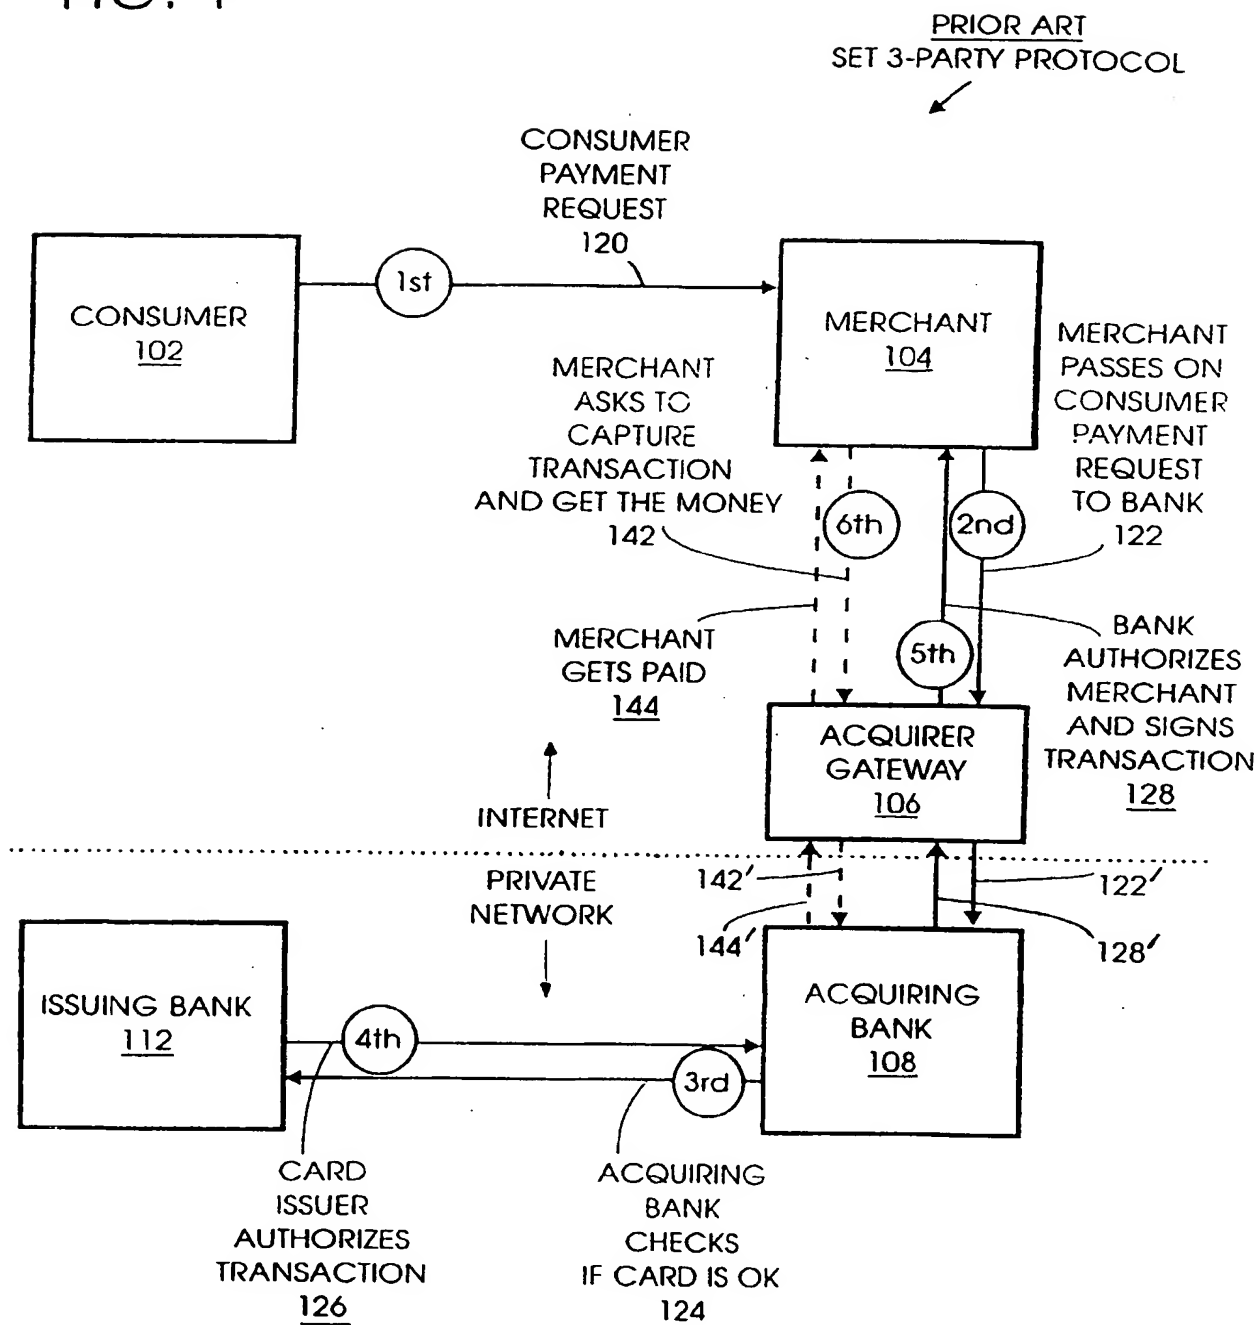 PRIOR ART
SET 3-PARTY PROTOCOL
CONSUMER
PAYMENT
REQUEST
120
CONSUMER
102
1st
MERCHANT
104
MERCHANT
PASSES ON
CONSUMER
PAYMENT
REQUEST
TO BANK
122
MERCHANT
ASKS TO
CAPTURE
TRANSACTION
AND GET THE MONEY
142
6th
2nd
MERCHANT
GETS PAID
144
5th
BANK
AUTHORIZES
MERCHANT
AND SIGNS
TRANSACTION
128
ACQUIRER
GATEWAY
106
INTERNET
PRIVATE
NETWORK
142′
144′
122′
128′
ISSUING BANK
112
4th
3rd
ACQUIRING
BANK
108
CARD
ISSUER
AUTHORIZES
TRANSACTION
126
ACQUIRING
BANK
CHECKS
IF CARD IS OK
124